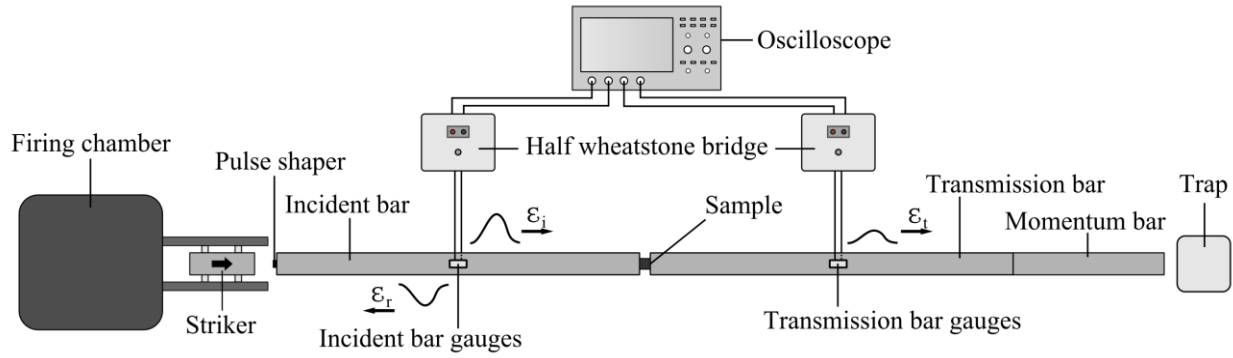 Oscilloscope
Firing chamber
Pulse shaper
Half wheatstone bridge
Incident bar
εi
Sample
εt
Transmission bar
Momentum bar
Trap
εr
Striker
Incident bar gauges
Transmission bar gauges